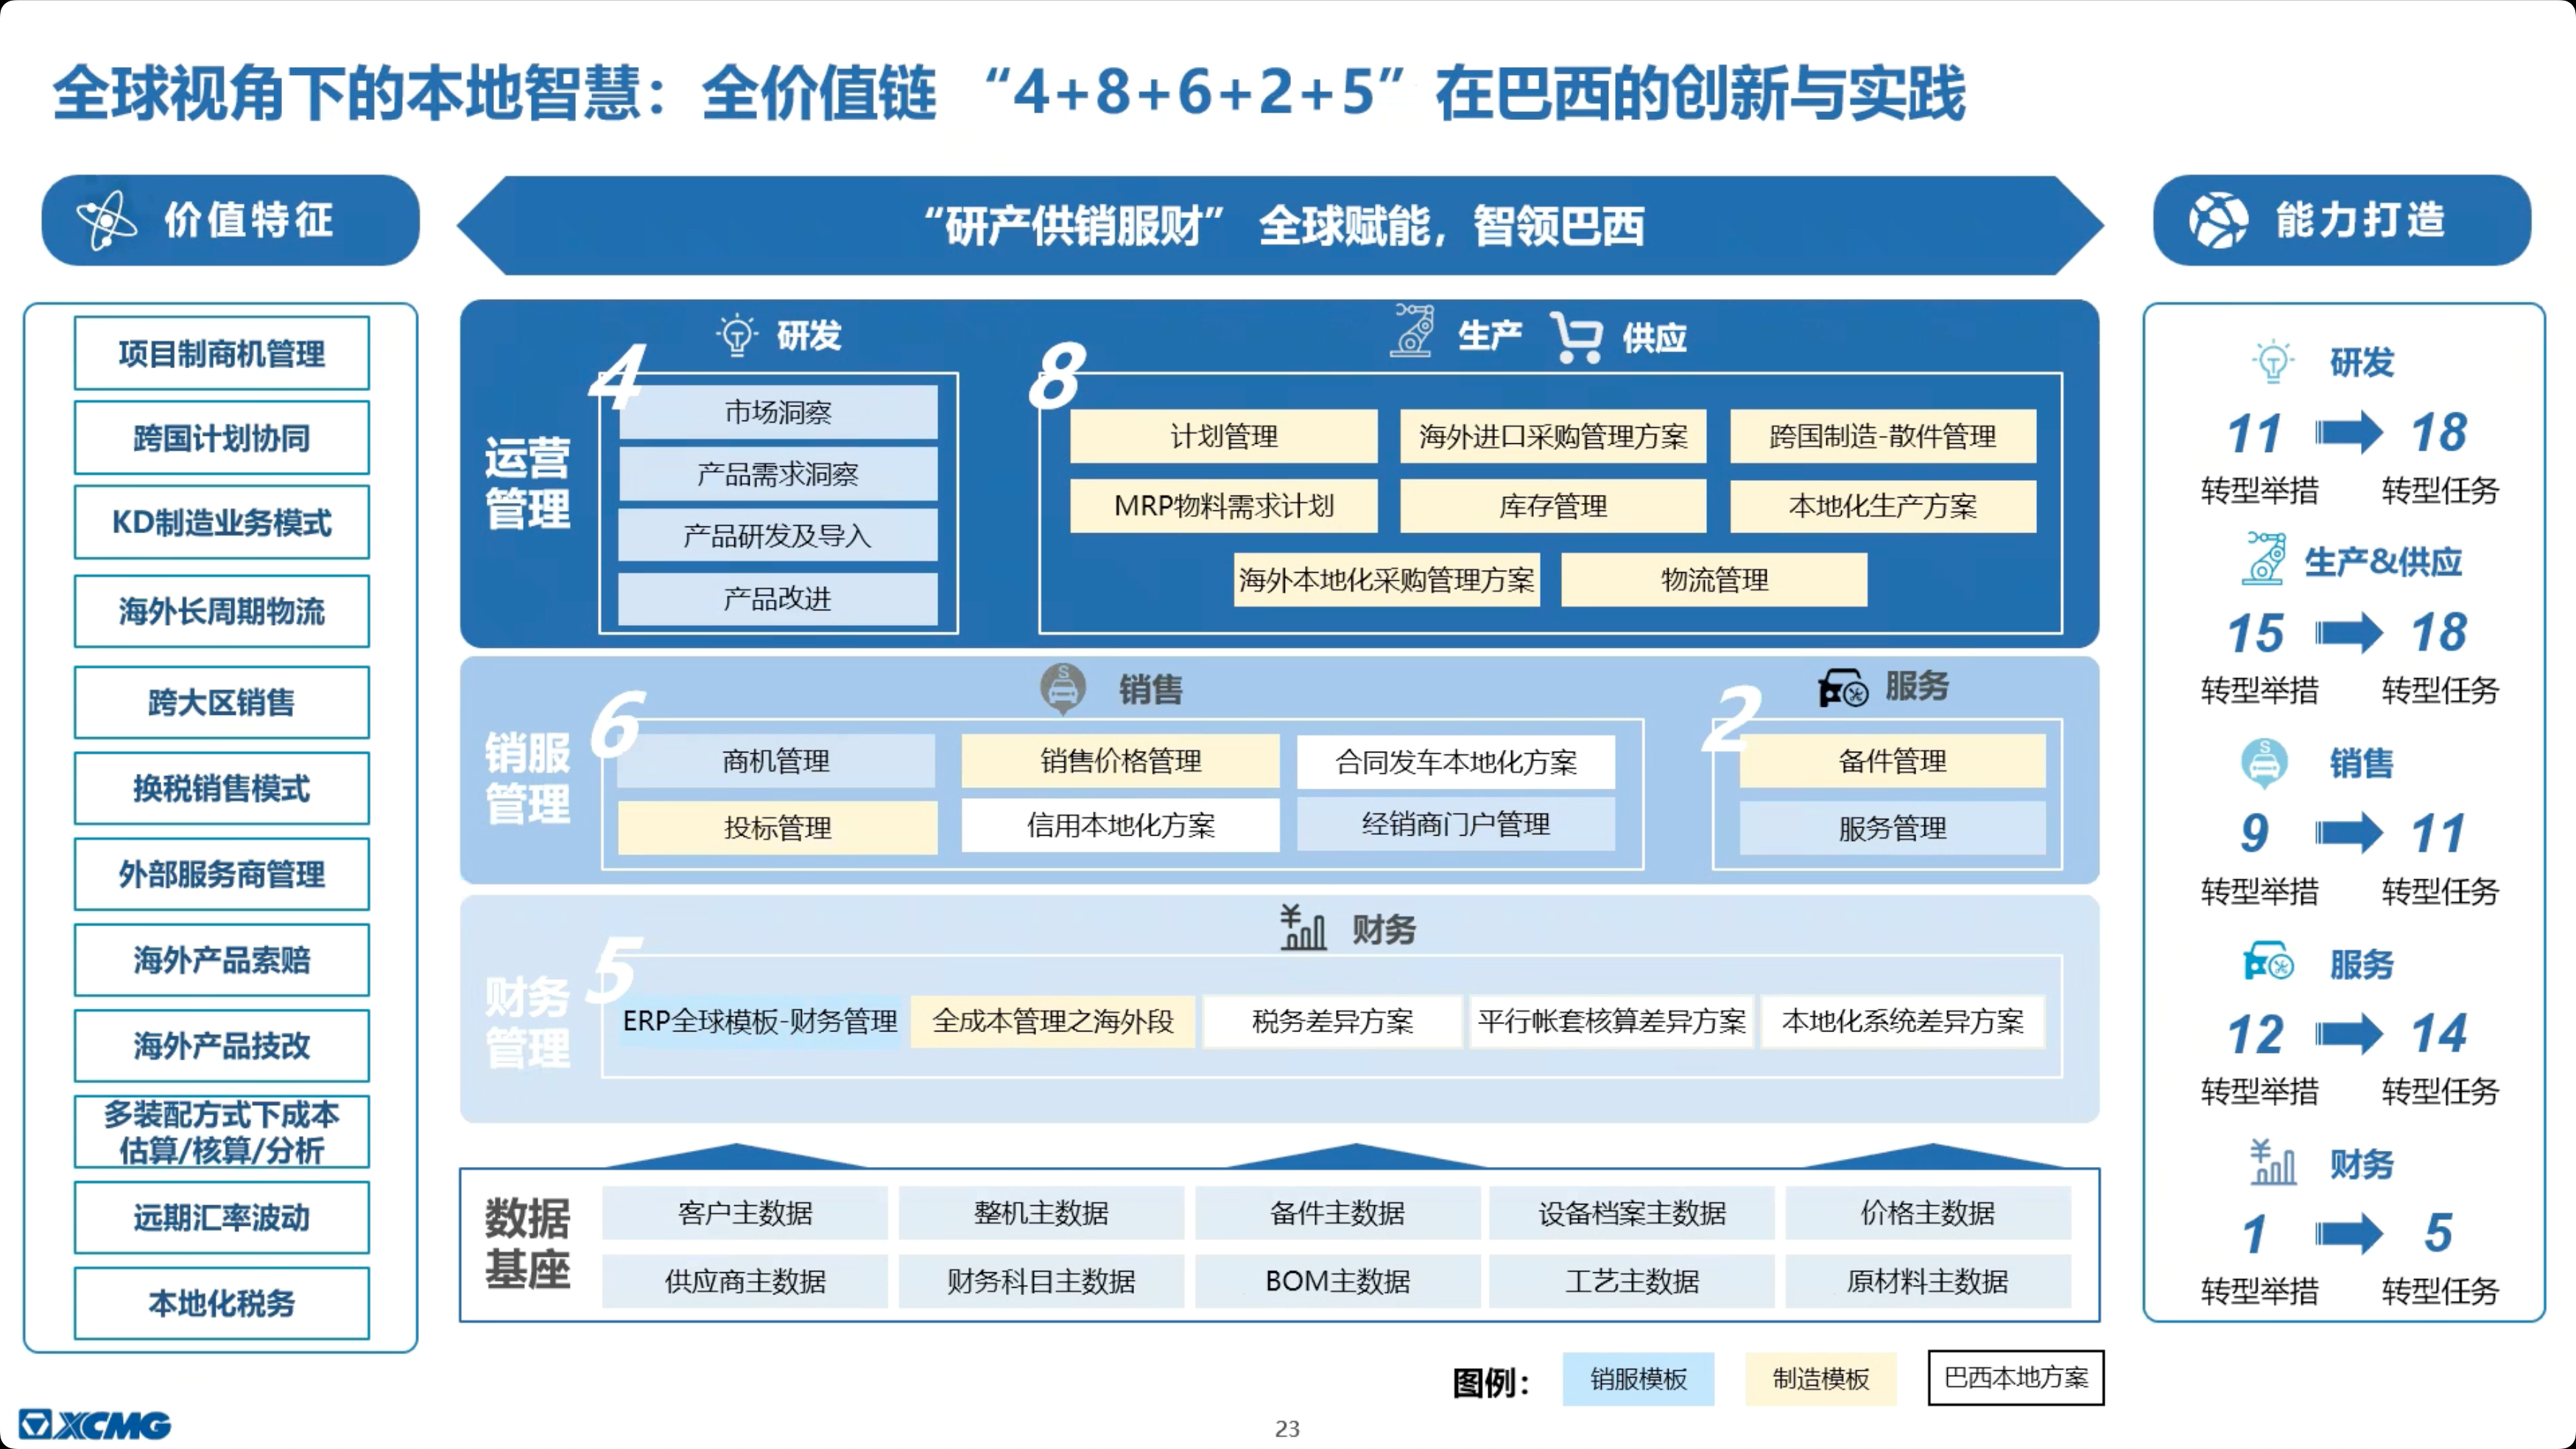 全球视角下的本地智慧：全价值链 “4+8+6+2+5”在巴西的创新与实践
价值特征
“研产供销服财” 全球赋能，智领巴西
能力打造
项目制商机管理
跨国计划协同
KD制造业务模式
海外长周期物流
跨大区销售
换税销售模式
外部服务商管理
海外产品索赔
海外产品技改
多装配方式下成本
估算/核算/分析
远期汇率波动
本地化税务
运营
管理
4
研发
市场洞察
产品需求洞察
产品研发及导入
产品改进
8
生产
供应
计划管理
海外进口采购管理方案
跨国制造-散件管理
MRP物料需求计划
库存管理
本地化生产方案
海外本地化采购管理方案
物流管理
销服
管理
6
S
销售
商机管理
销售价格管理
合同发车本地化方案
投标管理
信用本地化方案
经销商门户管理
2
服务
备件管理
服务管理
财务
管理
5
¥
财务
ERP全球模板-财务管理
全成本管理之海外段
税务差异方案
平行帐套核算差异方案
本地化系统差异方案
数据
基座
客户主数据
整机主数据
备件主数据
设备档案主数据
价格主数据
供应商主数据
财务科目主数据
BOM主数据
工艺主数据
原材料主数据
研发
11
18
转型举措
转型任务
生产&供应
15
18
转型举措
转型任务
S
销售
9
11
转型举措
转型任务
服务
12
14
转型举措
转型任务
¥
财务
1
5
转型举措
转型任务
图例：
销服模板
制造模板
巴西本地方案
XCMG
23